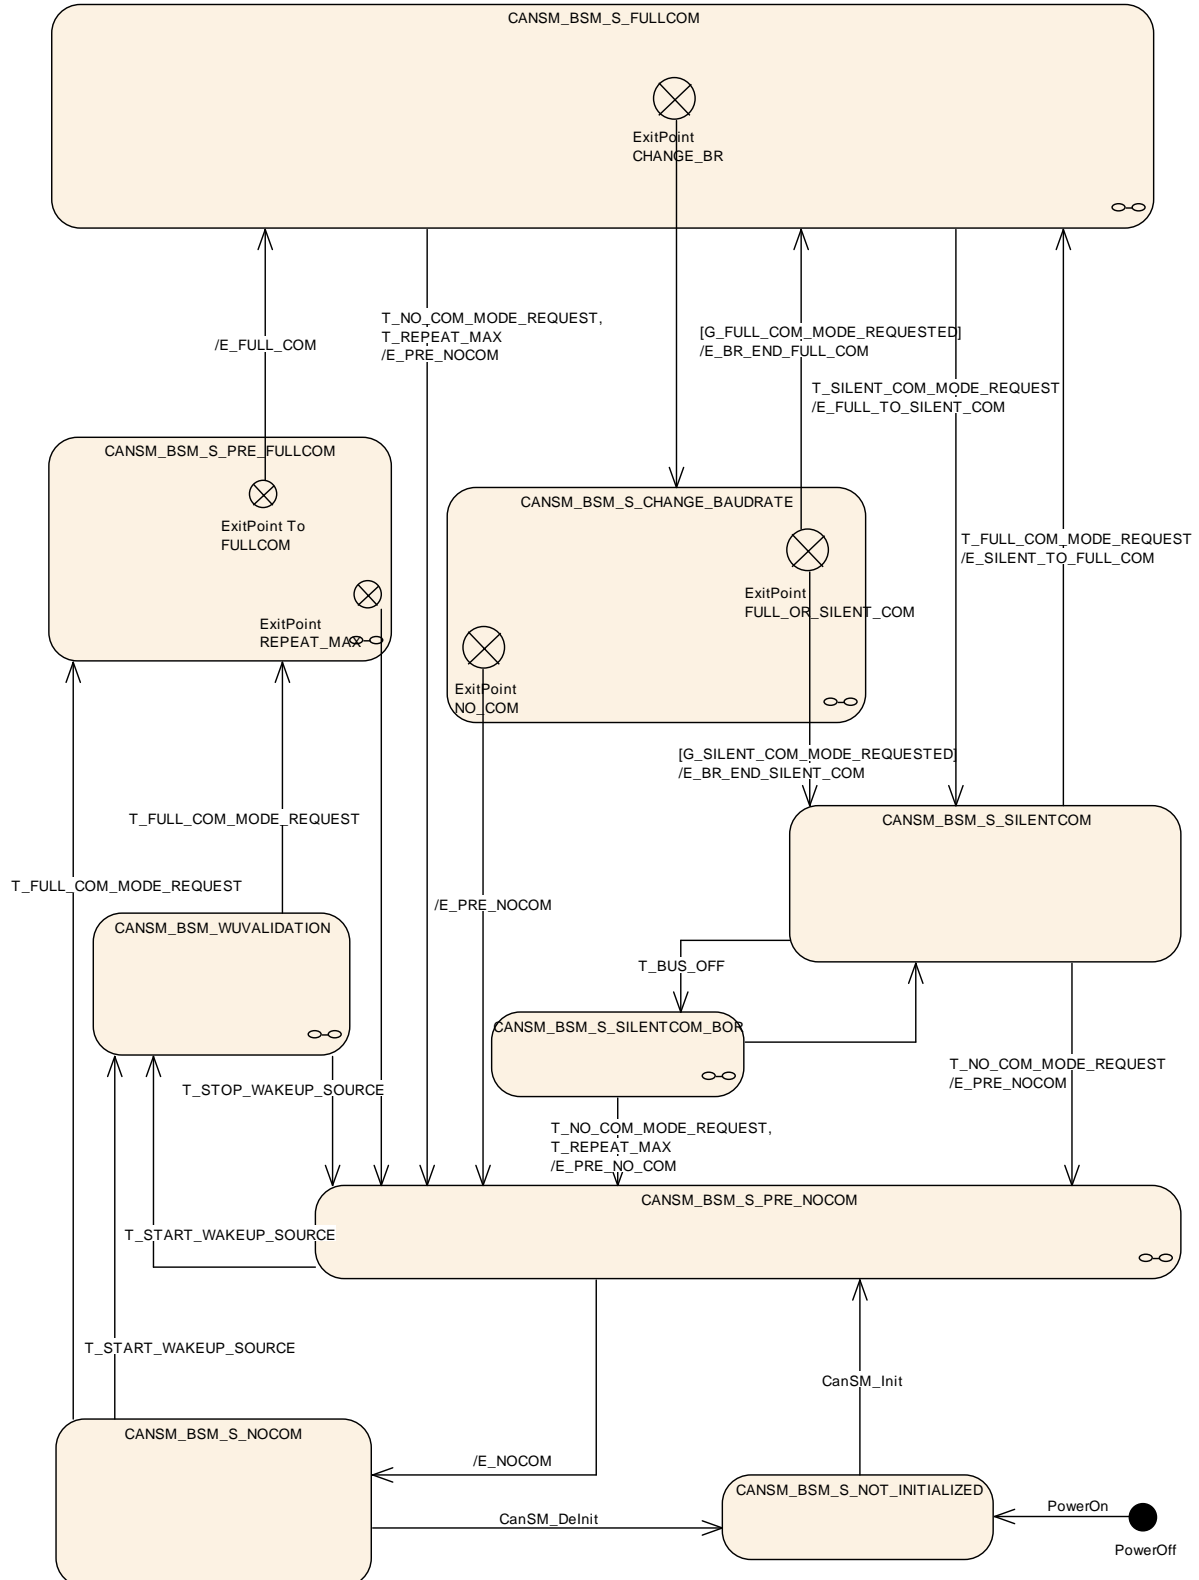 CANSM_BSM_S_FULLCOM
ExitPoint
CHANGE_BR
T_NO_COM_MODE_REQUEST,
T_REPEAT_MAX
/E_PRE_NOCOM
/E_FULL_COM
[G_FULL_COM_MODE_REQUESTED]
/E_BR_END_FULL_COM
T_SILENT_COM_MODE_REQUEST
/E_FULL_TO_SILENT_COM
CANSM_BSM_S_PRE_FULLCOM
ExitPoint To
FULLCOM
ExitPoint
REPEAT_MAX
CANSM_BSM_S_CHANGE_BAUDRATE
ExitPoint
FULL_OR_SILENT_COM
ExitPoint
NO_COM
T_FULL_COM_MODE_REQUEST
/E_SILENT_TO_FULL_COM
[G_SILENT_COM_MODE_REQUESTED]
/E_BR_END_SILENT_COM
T_FULL_COM_MODE_REQUEST
CANSM_BSM_S_SILENTCOM
T_FULL_COM_MODE_REQUEST
/E_PRE_NOCOM
CANSM_BSM_WUVALIDATION
T_BUS_OFF
CANSM_BSM_S_SILENTCOM_BOR
T_NO_COM_MODE_REQUEST
/E_PRE_NOCOM
T_STOP_WAKEUP_SOURCE
T_NO_COM_MODE_REQUEST,
T_REPEAT_MAX
/E_PRE_NO_COM
CANSM_BSM_S_PRE_NOCOM
T_START_WAKEUP_SOURCE
T_START_WAKEUP_SOURCE
CanSM_Init
CANSM_BSM_S_NOCOM
/E_NOCOM
CANSM_BSM_S_NOT_INITIALIZED
PowerOn
CanSM_DeInit
PowerOff